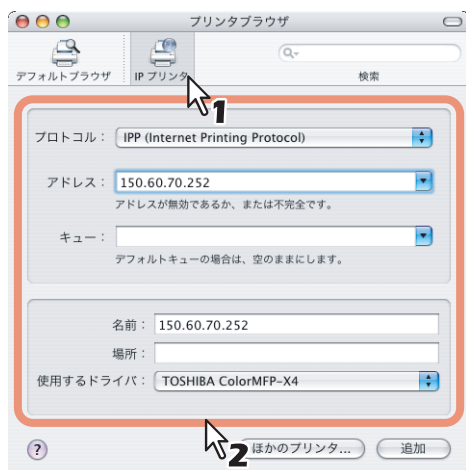 プリンタブラウザ
デフォルトブラウザ IP プリンタ 検索
1
プロトコル： IPP (Internet Printing Protocol)
アドレス： 150.60.70.252
アドレスが無効であるか、または不完全です。
キュー：
デフォルトキューの場合は、空のままにします。
名前： 150.60.70.252
場所：
使用するドライバ： TOSHIBA ColorMFP-X4
2
? ほかのプリンタ... 追加